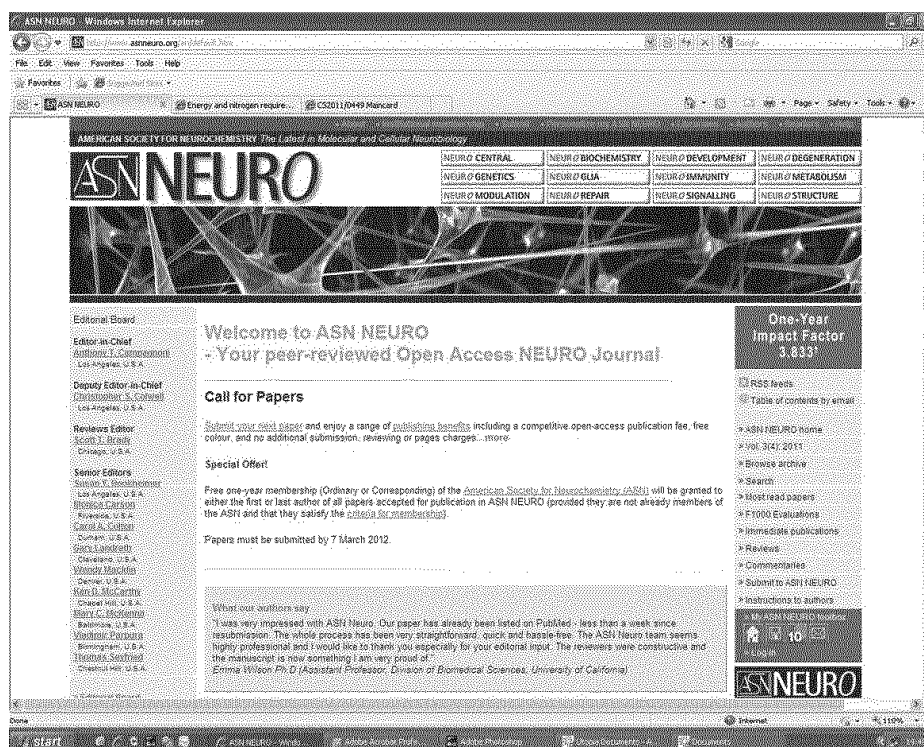 ASN NEURO - Windows Internet Explorer
asnneuro.org
File Edit View Favorites Tools Help
Favorites Suggested Sites
ASN NEURO Energy and nitrogen require... CS2011/0449 Maincard Page Safety Tools
AMERICAN SOCIETY FOR NEUROCHEMISTRY The Latest in Molecular and Cellular Neurobiology
ASN NEURO
NEURO CENTRAL NEURO BIOCHEMISTRY NEURO DEVELOPMENT NEURO DEGENERATION
NEURO GENETICS NEURO GLIA NEURO IMMUNITY NEURO METABOLISM
NEURO MODULATION NEURO REPAIR NEURO SIGNALLING NEURO STRUCTURE
Editorial Board
Editor-in-Chief
Anthony T. Campagnoni
Los Angeles, U.S.A.
Deputy Editor-in-Chief
Christopher S. Colwell
Los Angeles, U.S.A.
Reviews Editor
Scott T. Brady
Chicago, U.S.A.
Senior Editors
Susan Y. Bookheimer
Los Angeles, U.S.A.
Monica Carson
Riverside, U.S.A.
Carol A. Colton
Durham, U.S.A.
Gary Landreth
Cleveland, U.S.A.
Wendy Macklin
Denver, U.S.A.
Ken D. McCarthy
Chapel Hill, U.S.A.
Mary C. McKenna
Baltimore, U.S.A.
Vladimir Parpura
Birmingham, U.S.A.
Thomas Seyfried
Chestnut Hill, U.S.A.
Welcome to ASN NEURO
- Your peer-reviewed Open Access NEURO Journal
Call for Papers
Submit your next paper and enjoy a range of publishing benefits including a competitive open-access publication fee, free
colour, and no additional submission, reviewing or pages charges...more
Special Offer!
Free one-year membership (Ordinary or Corresponding) of the American Society for Neurochemistry (ASN) will be granted to
either the first or last author of all papers accepted for publication in ASN NEURO (provided they are not already members of
the ASN and that they satisfy the criteria for membership).
Papers must be submitted by 7 March 2012.
What our authors say
"I was very impressed with ASN Neuro. Our paper has already been listed on PubMed - less than a week since
resubmission. The whole process has been very straightforward, quick and hassle-free. The ASN Neuro team seems
highly professional and I would like to thank you especially for your editorial input. The reviewers were constructive and
the manuscript is now something I am very proud of."
Emma Wilson Ph.D (Assistant Professor, Division of Biomedical Sciences, University of California)
One-Year
Impact Factor
3.833*
RSS feeds
Table of contents by email
» ASN NEURO home
» Vol. 3(4), 2011
» Browse archive
» Search
» Most read papers
» F1000 Evaluations
» Immediate publications
» Reviews
» Commentaries
» Submit to ASN NEURO
» Instructions to authors
10
ASN NEURO
Done Internet 110%
start ASN NEURO - Windo... Adobe Acrobat Profe... Adobe Photoshop Utopia Documents Document